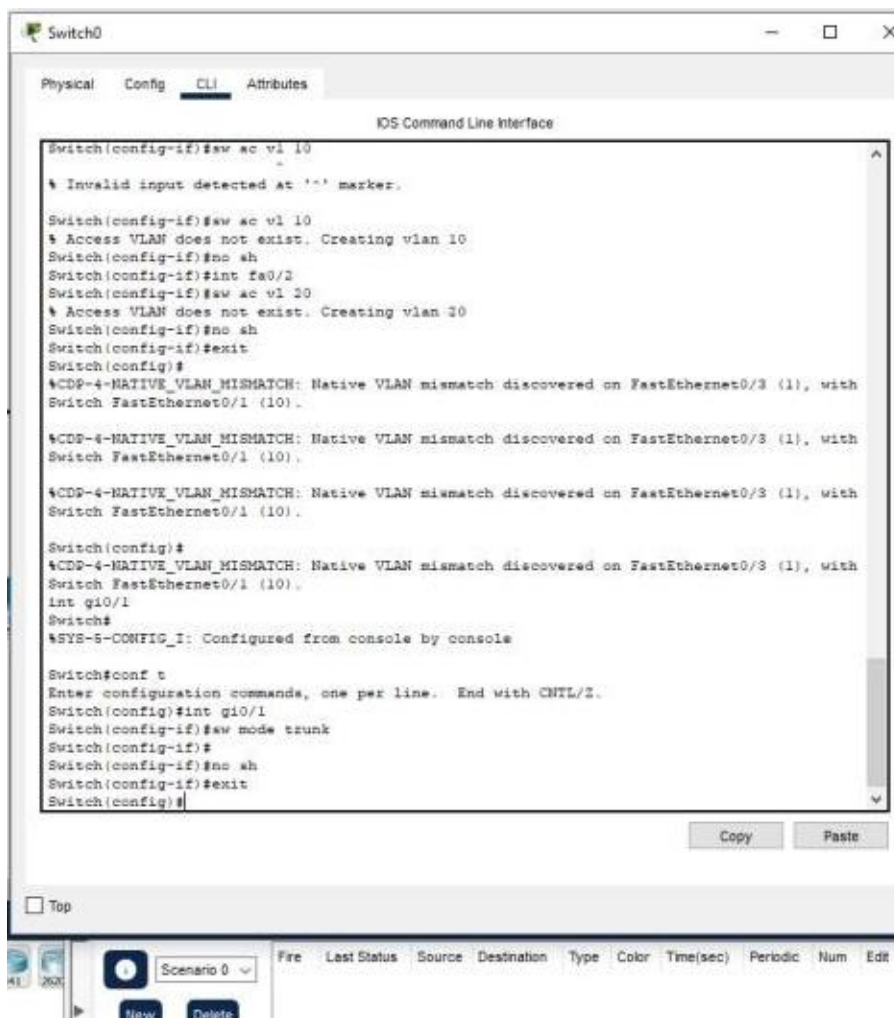 Switch0
Physical Config CLI Attributes
IOS Command Line Interface
Switch(config-if)#sw ac vl 10
^
% Invalid input detected at '^' marker.
Switch(config-if)#sw ac vl 10
% Access VLAN does not exist. Creating vlan 10
Switch(config-if)#no sh
Switch(config-if)#int fa0/2
Switch(config-if)#sw ac vl 20
% Access VLAN does not exist. Creating vlan 20
Switch(config-if)#no sh
Switch(config-if)#exit
Switch(config)#
%CDP-4-NATIVE_VLAN_MISMATCH: Native VLAN mismatch discovered on FastEthernet0/3 (1), with
Switch FastEthernet0/1 (10).
%CDP-4-NATIVE_VLAN_MISMATCH: Native VLAN mismatch discovered on FastEthernet0/3 (1), with
Switch FastEthernet0/1 (10).
%CDP-4-NATIVE_VLAN_MISMATCH: Native VLAN mismatch discovered on FastEthernet0/3 (1), with
Switch FastEthernet0/1 (10).
Switch(config)#
%CDP-4-NATIVE_VLAN_MISMATCH: Native VLAN mismatch discovered on FastEthernet0/3 (1), with
Switch FastEthernet0/1 (10).
int gi0/1
Switch#
%SYS-5-CONFIG_I: Configured from console by console
Switch#conf t
Enter configuration commands, one per line. End with CNTL/Z.
Switch(config)#int gi0/1
Switch(config-if)#sw mode trunk
Switch(config-if)#
Switch(config-if)#no sh
Switch(config-if)#exit
Switch(config)#
Copy Paste
Top
Scenario 0 Fire Last Status Source Destination Type Color Time(sec) Periodic Num Edit
New Delete